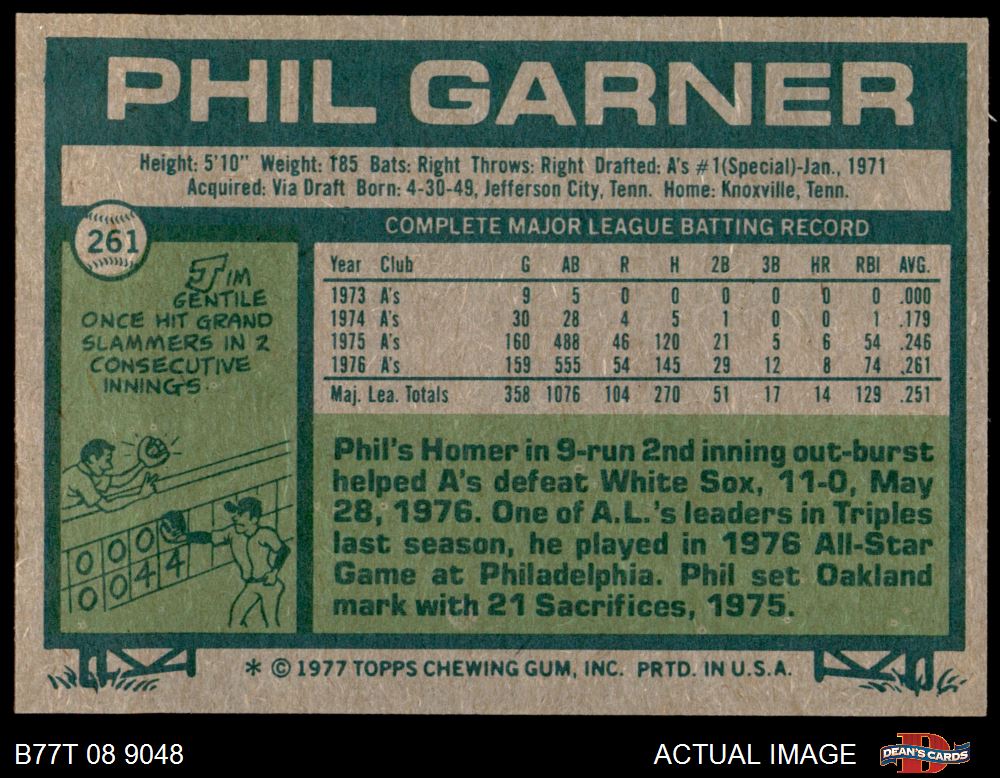 PHIL GARNER
Height: 5'10" Weight: 185 Bats: Right Throws: Right Drafted: A's #1(Special)-Jan., 1971
Acquired: Via Draft Born: 4-30-49, Jefferson City, Tenn. Home: Knoxville, Tenn.
261
JIM
GENTILE
ONCE HIT GRAND
SLAMMERS IN 2
CONSECUTIVE
INNINGS.
0 0 0
0 0 4 4
COMPLETE MAJOR LEAGUE BATTING RECORD
Year Club G AB R H 2B 3B HR RBI AVG.
1973 A's 9 5 0 0 0 0 0 0 .000
1974 A's 30 28 4 5 1 0 0 1 .179
1975 A's 160 488 46 120 21 5 6 54 .246
1976 A's 159 555 54 145 29 12 8 74 .261
Maj. Lea. Totals 358 1076 104 270 51 17 14 129 .251
Phil's Homer in 9-run 2nd inning out-burst
helped A's defeat White Sox, 11-0, May
28, 1976. One of A.L.'s leaders in Triples
last season, he played in 1976 All-Star
Game at Philadelphia. Phil set Oakland
mark with 21 Sacrifices, 1975.
* © 1977 TOPPS CHEWING GUM, INC. PRTD. IN U.S.A.
B77T 08 9048
ACTUAL IMAGE
DEAN'S CARDS